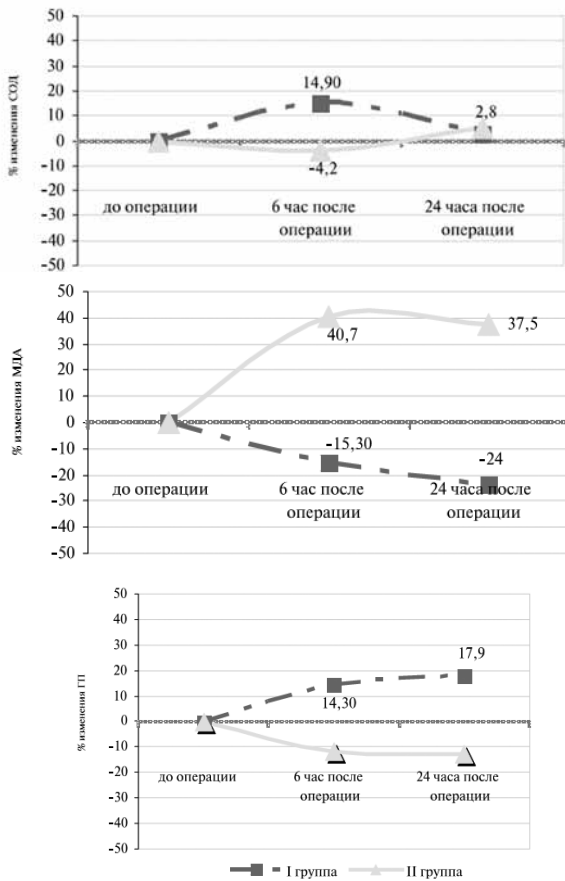 % изменения СОД
50
40
30
20
10
0
-10
-20
-30
-40
-50
14,90
2,8
-4,2
до операции
6 час после
операции
24 часа после
операции
% изменения МДА
50
40
30
20
10
0
-10
-20
-30
-40
-50
40,7
37,5
-15,30
-24
до операции
6 час после
операции
24 часа после
операции
% изменения ГП
50
40
30
20
10
0
-10
-20
-30
-40
-50
14,30
17,9
до операции
6 час после
операции
24 часа после
операции
I группа
II группа